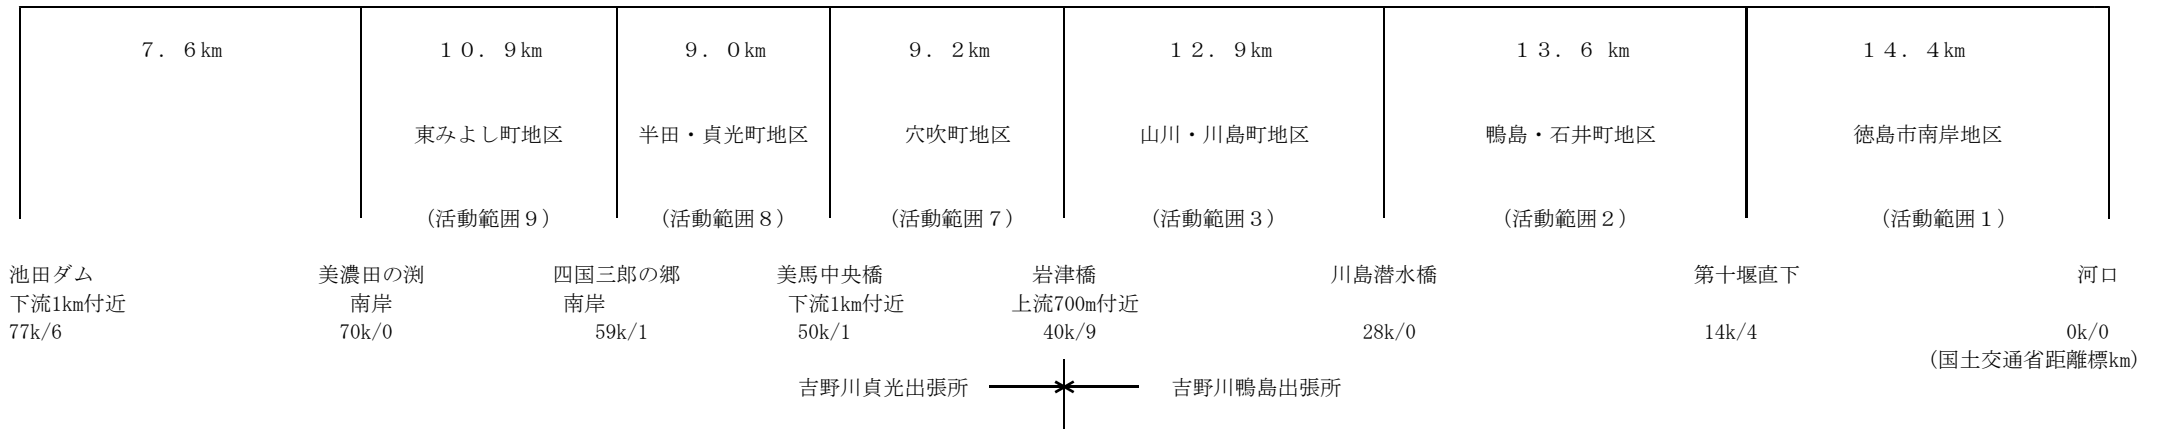 ７．６km　１０．９km　９．０km　９．２km　１２．９km　１３．６ km　１４．４km
東みよし町地区　半田・貞光町地区　穴吹町地区　山川・川島町地区　鴨島・石井町地区　徳島市南岸地区
（活動範囲９）　（活動範囲８）　（活動範囲７）　（活動範囲３）　（活動範囲２）　（活動範囲１）
池田ダム　美濃田の渕　四国三郎の郷　美馬中央橋　岩津橋　川島潜水橋　第十堰直下　河口
下流1km付近　南岸　南岸　下流1km付近　上流700m付近
77k/6　70k/0　59k/1　50k/1　40k/9　28k/0　14k/4　0k/0
（国土交通省距離標km）
吉野川貞光出張所　吉野川鴨島出張所